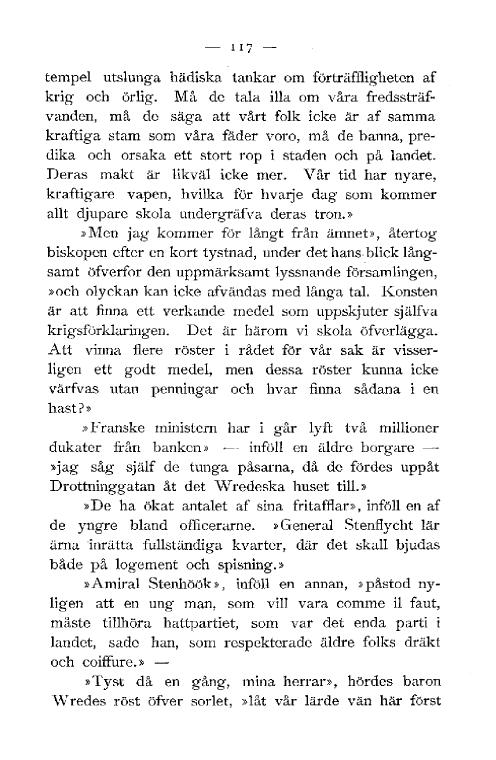 — 117 —
tempel utslunga hädiska tankar om förträffligheten af
krig och örlig. Må de tala illa om våra fredssträf-
vanden, må de säga att vårt folk icke är af samma
kraftiga stam som våra fäder voro, må de banna, pre-
dika och orsaka ett stort rop i staden och på landet.
Deras makt är likväl icke mer. Vår tid har nyare,
kraftigare vapen, hvilka för hvarje dag som kommer
allt djupare skola undergräfva deras tron.»
»Men jag kommer för långt från ämnet», återtog
biskopen efter en kort tystnad, under det hans blick lång-
samt öfverfor den uppmärksamt lyssnande församlingen,
»och olyckan kan icke afvändas med långa tal. Konsten
är att finna ett verkande medel som uppskjuter själfva
krigsförklaringen. Det är härom vi skola öfverlägga.
Att vinna flere röster i rådet för vår sak är visser-
ligen ett godt medel, men dessa röster kunna icke
värfvas utan penningar och hvar finna sådana i en
hast?»
»Franske ministern har i går lyft två millioner
dukater från banken» — inföll en äldre borgare —
»jag såg själf de tunga påsarna, då de fördes uppåt
Drottninggatan åt det Wredeska huset till.»
»De ha ökat antalet af sina fritafflar», inföll en af
de yngre bland officerarne. »General Stenflycht lär
ärna inrätta fullständiga kvarter, där det skall bjudas
både på logement och spisning.»
»Amiral Stenhöök», inföll en annan, »påstod ny-
ligen att en ung man, som vill vara comme il faut,
måste tillhöra hattpartiet, som var det enda parti i
landet, sade han, som respekterade äldre folks dräkt
och coiffure.» —
»Tyst då en gång, mina herrar», hördes baron
Wredes röst öfver sorlet, »låt vår lärde vän här först